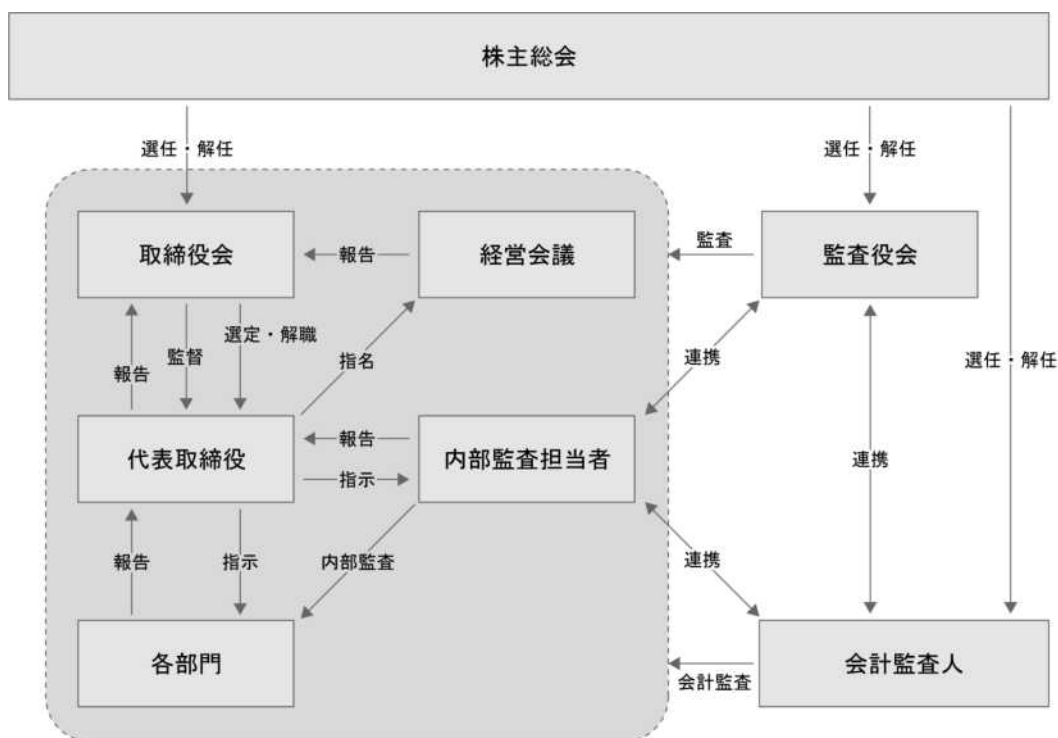 株主総会
選任・解任
選任・解任
取締役会
報告
経営会議
監査
監査役会
選定・解職
監督
報告
指名
連携
選任・解任
代表取締役
報告
指示
内部監査担当者
連携
報告
指示
内部監査
連携
各部門
会計監査
会計監査人